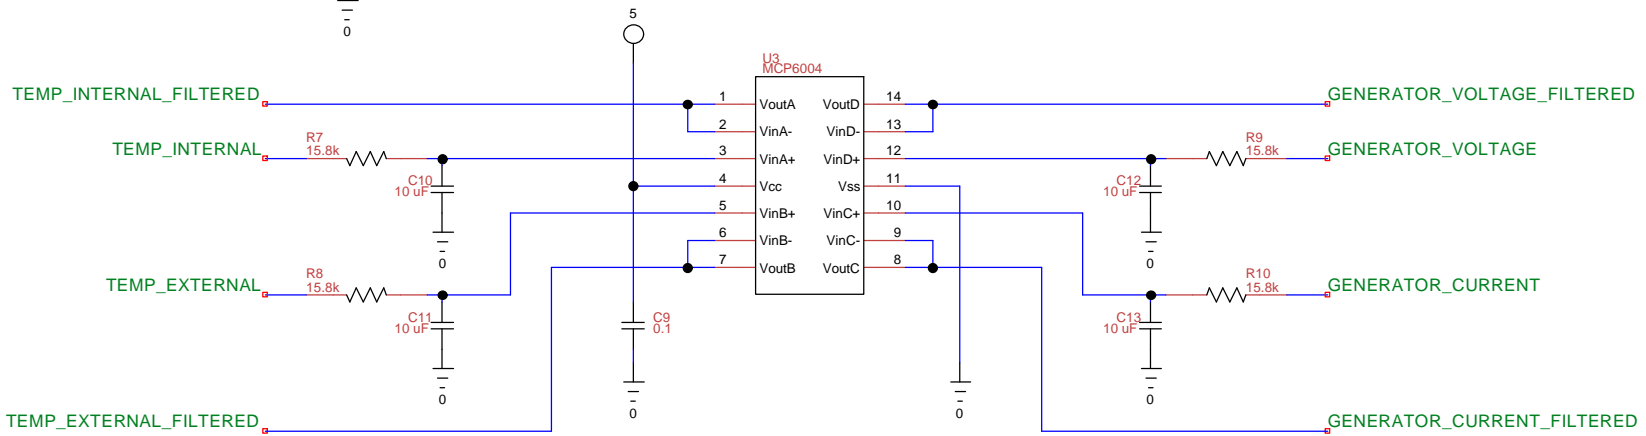 0
5
U3
MCP6004
TEMP_INTERNAL_FILTERED
1
VoutA
VoutD
14
GENERATOR_VOLTAGE_FILTERED
2
VinA-
VinD-
13
TEMP_INTERNAL
R7
15.8k
3
VinA+
VinD+
12
R9
15.8k
GENERATOR_VOLTAGE
C10
10 uF
4
Vcc
Vss
11
C12
10 uF
5
VinB+
VinC+
10
6
VinB-
VinC-
9
0
0
7
VoutB
VoutC
8
TEMP_EXTERNAL
R8
15.8k
R10
15.8k
GENERATOR_CURRENT
C11
10 uF
C9
0.1
C13
10 uF
0
0
0
0
TEMP_EXTERNAL_FILTERED
GENERATOR_CURRENT_FILTERED